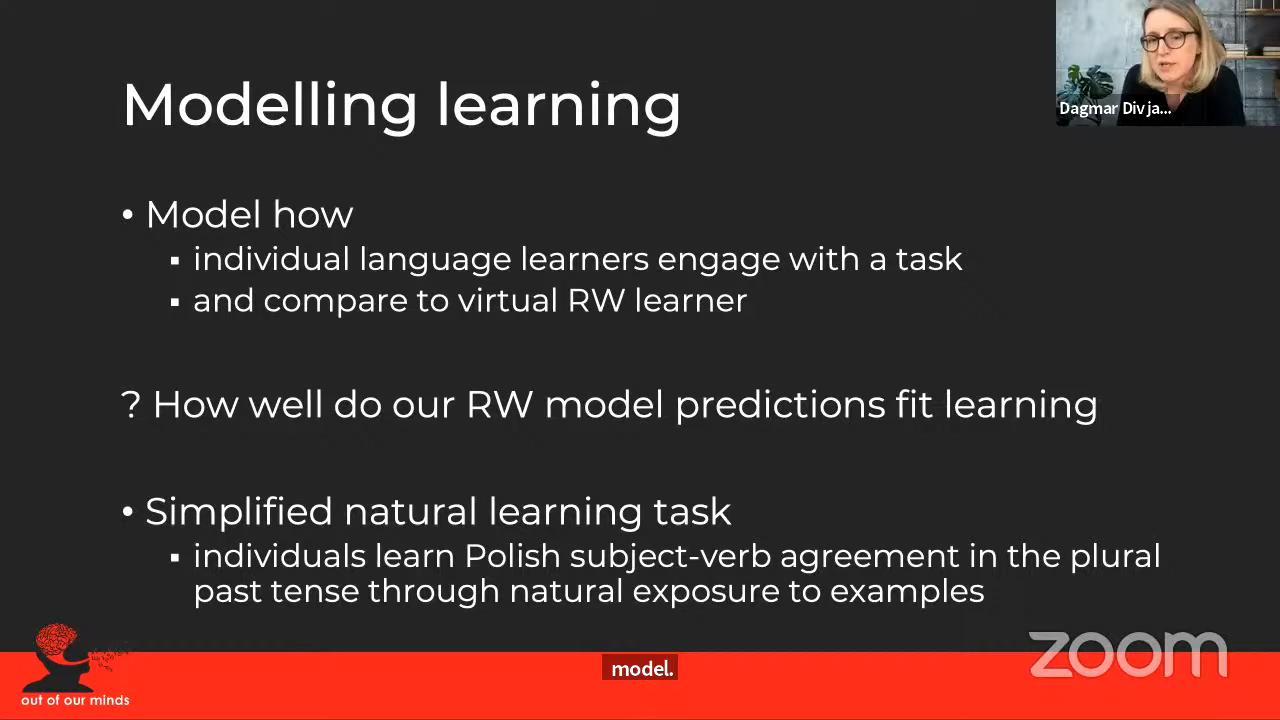 Modelling learning
Dagmar Divja...
• Model how
▪ individual language learners engage with a task
▪ and compare to virtual RW learner
? How well do our RW model predictions fit learning
• Simplified natural learning task
▪ individuals learn Polish subject-verb agreement in the plural
past tense through natural exposure to examples
zoom
model.
out of our minds